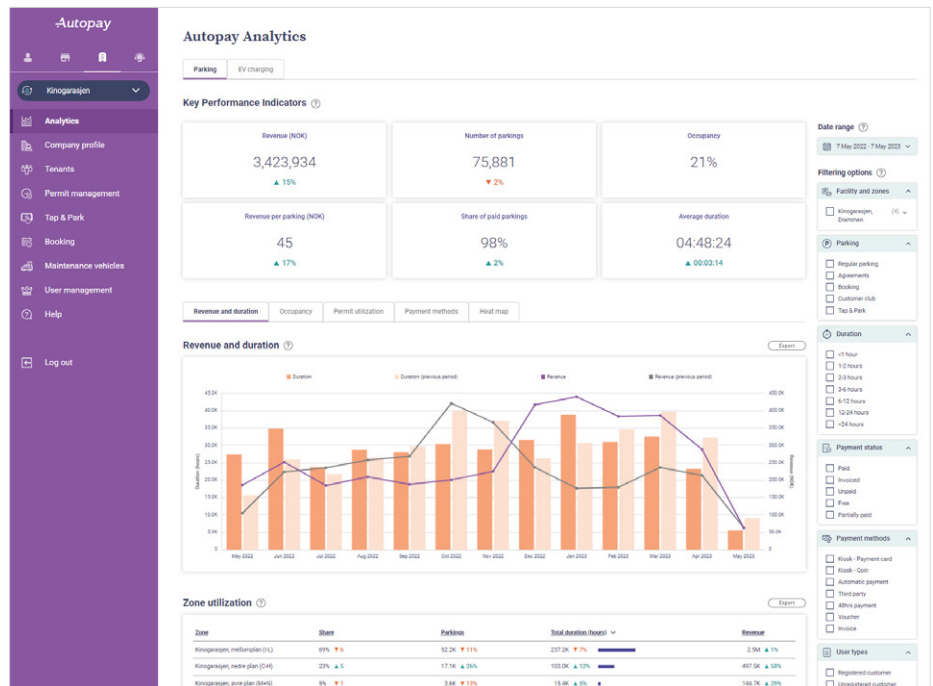 Autopay
Kinogarasjen
Analytics
Company profile
Tenants
Permit management
Tap & Park
Booking
Maintenance vehicles
User management
Help
Log out
Autopay Analytics
Parking
EV charging
Key Performance Indicators ?
Revenue (NOK)
3,423,934
▲ 15%
Number of parkings
75,881
▼ 2%
Occupancy
21%
Revenue per parking (NOK)
45
▲ 17%
Share of paid parkings
98%
▲ 2%
Average duration
04:48:24
▲ 00:03:14
Revenue and duration
Occupancy
Permit utilization
Payment methods
Heat map
Revenue and duration ?
Export
Duration
Duration (previous period)
Revenue
Revenue (previous period)
Duration (hours)
45.0K
40.0K
35.0K
30.0K
25.0K
20.0K
15.0K
10.0K
5.0K
0
450.0K
400.0K
350.0K
300.0K
250.0K
200.0K
150.0K
100.0K
50.0K
0
Revenue (NOK)
May 2022
Jun 2022
Jul 2022
Aug 2022
Sep 2022
Oct 2022
Nov 2022
Dec 2022
Jan 2023
Feb 2023
Mar 2023
Apr 2023
May 2023
Zone utilization ?
Export
Zone Share Parkings Total duration (hours) Revenue
Kinogarasjen, mellomplan (H,L) 69% ▼ 6 52.2K ▼ 11% 237.2K ▼ 7% 2.5M ▲ 1%
Kinogarasjen, nedre plan (C+H) 23% ▲ 5 17.1K ▲ 26% 103.0K ▲ 12% 497.5K ▲ 58%
Kinogarasjen, øvre plan (M+N) 5% ▼ 1 3.6K ▼ 13% 15.4K ▲ 5% 144.7K ▲ 29%
Date range ?
7 May 2022 - 7 May 2023
Filtering options ?
Facility and zones
Kinogarasjen, Drammen
(4)
Parking
Regular parking
Agreements
Booking
Customer club
Tap & Park
Duration
<1 hour
1-2 hours
2-3 hours
3-6 hours
6-12 hours
12-24 hours
>24 hours
Payment status
Paid
Invoiced
Unpaid
Free
Partially paid
Payment methods
Kiosk - Payment card
Kiosk - Coin
Automatic payment
Third party
48hrs payment
Voucher
Invoice
User types
Registered customer
Unregistered customer